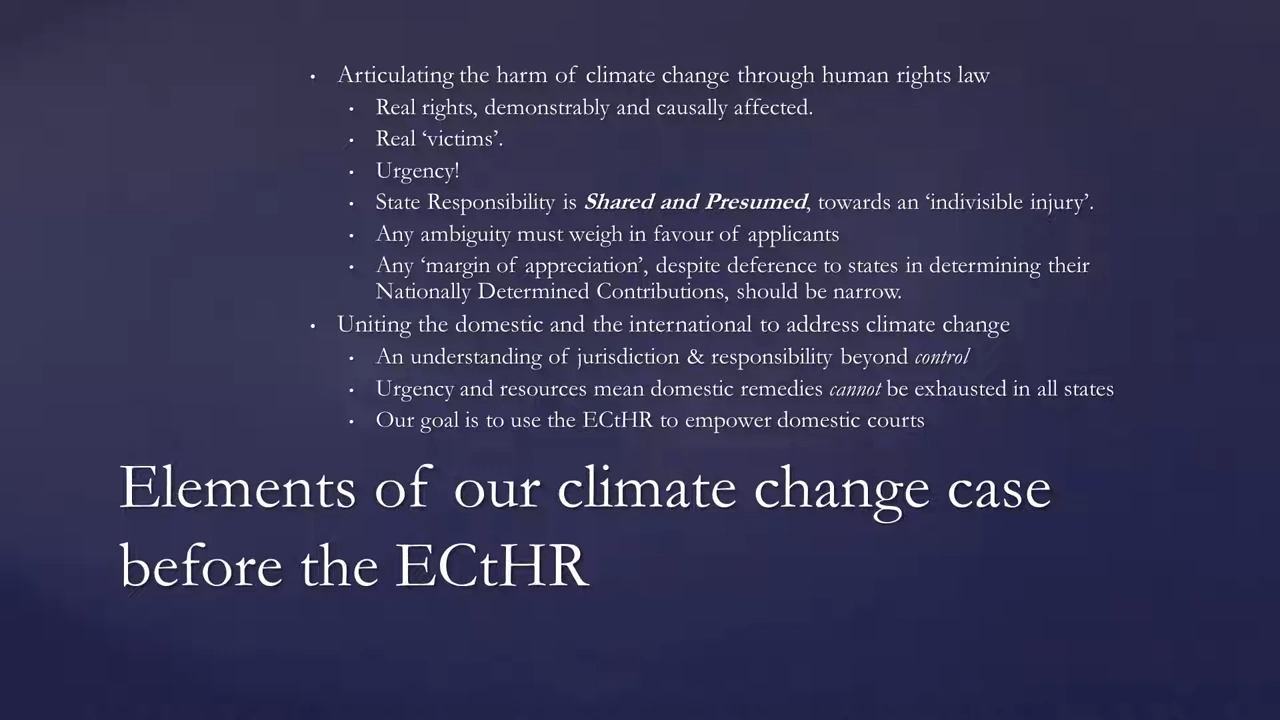 • Articulating the harm of climate change through human rights law
• Real rights, demonstrably and causally affected.
• Real ‘victims’.
• Urgency!
• State Responsibility is Shared and Presumed, towards an ‘indivisible injury’.
• Any ambiguity must weigh in favour of applicants
• Any ‘margin of appreciation’, despite deference to states in determining their
Nationally Determined Contributions, should be narrow.
• Uniting the domestic and the international to address climate change
• An understanding of jurisdiction & responsibility beyond control
• Urgency and resources mean domestic remedies cannot be exhausted in all states
• Our goal is to use the ECtHR to empower domestic courts
Elements of our climate change case
before the ECtHR